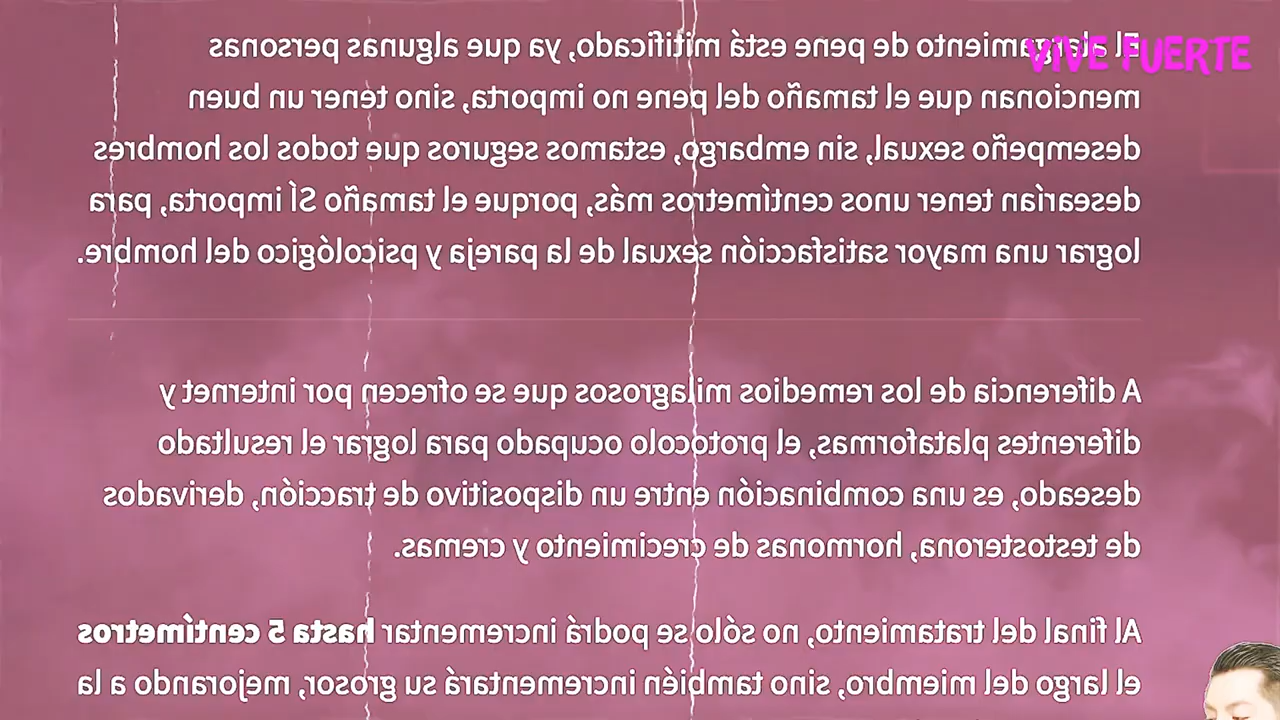 VIVE FUERTE
El alargamiento de pene está mitificado, ya que algunas personas
mencionan que el tamaño del pene no importa, sino tener un buen
desempeño sexual, sin embargo, estamos seguros que todos los hombres
desearían tener unos centímetros más, porque el tamaño SÍ importa, para
lograr una mayor satisfacción sexual de la pareja y psicológico del hombre.
A diferencia de los remedios milagrosos que se ofrecen por internet y
diferentes plataformas, el protocolo ocupado para lograr el resultado
deseado, es una combinación entre un dispositivo de tracción, derivados
de testosterona, hormonas de crecimiento y cremas.
Al final del tratamiento, no sólo se podrá incrementar hasta 5 centímetros
el largo del miembro, sino también incrementará su grosor, mejorando a la